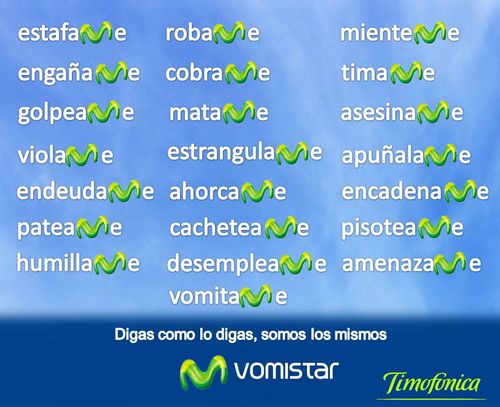 estafame robame mienteme
engañame cobrame timame
golpeame matame asesiname
violame estrangulame apuñalame
endeudame ahorcame encadename
pateame cacheteame pisoteame
humillame desempleame amenazame
vomitame
Digas como lo digas, somos los mismos
vomistar
Timofónica